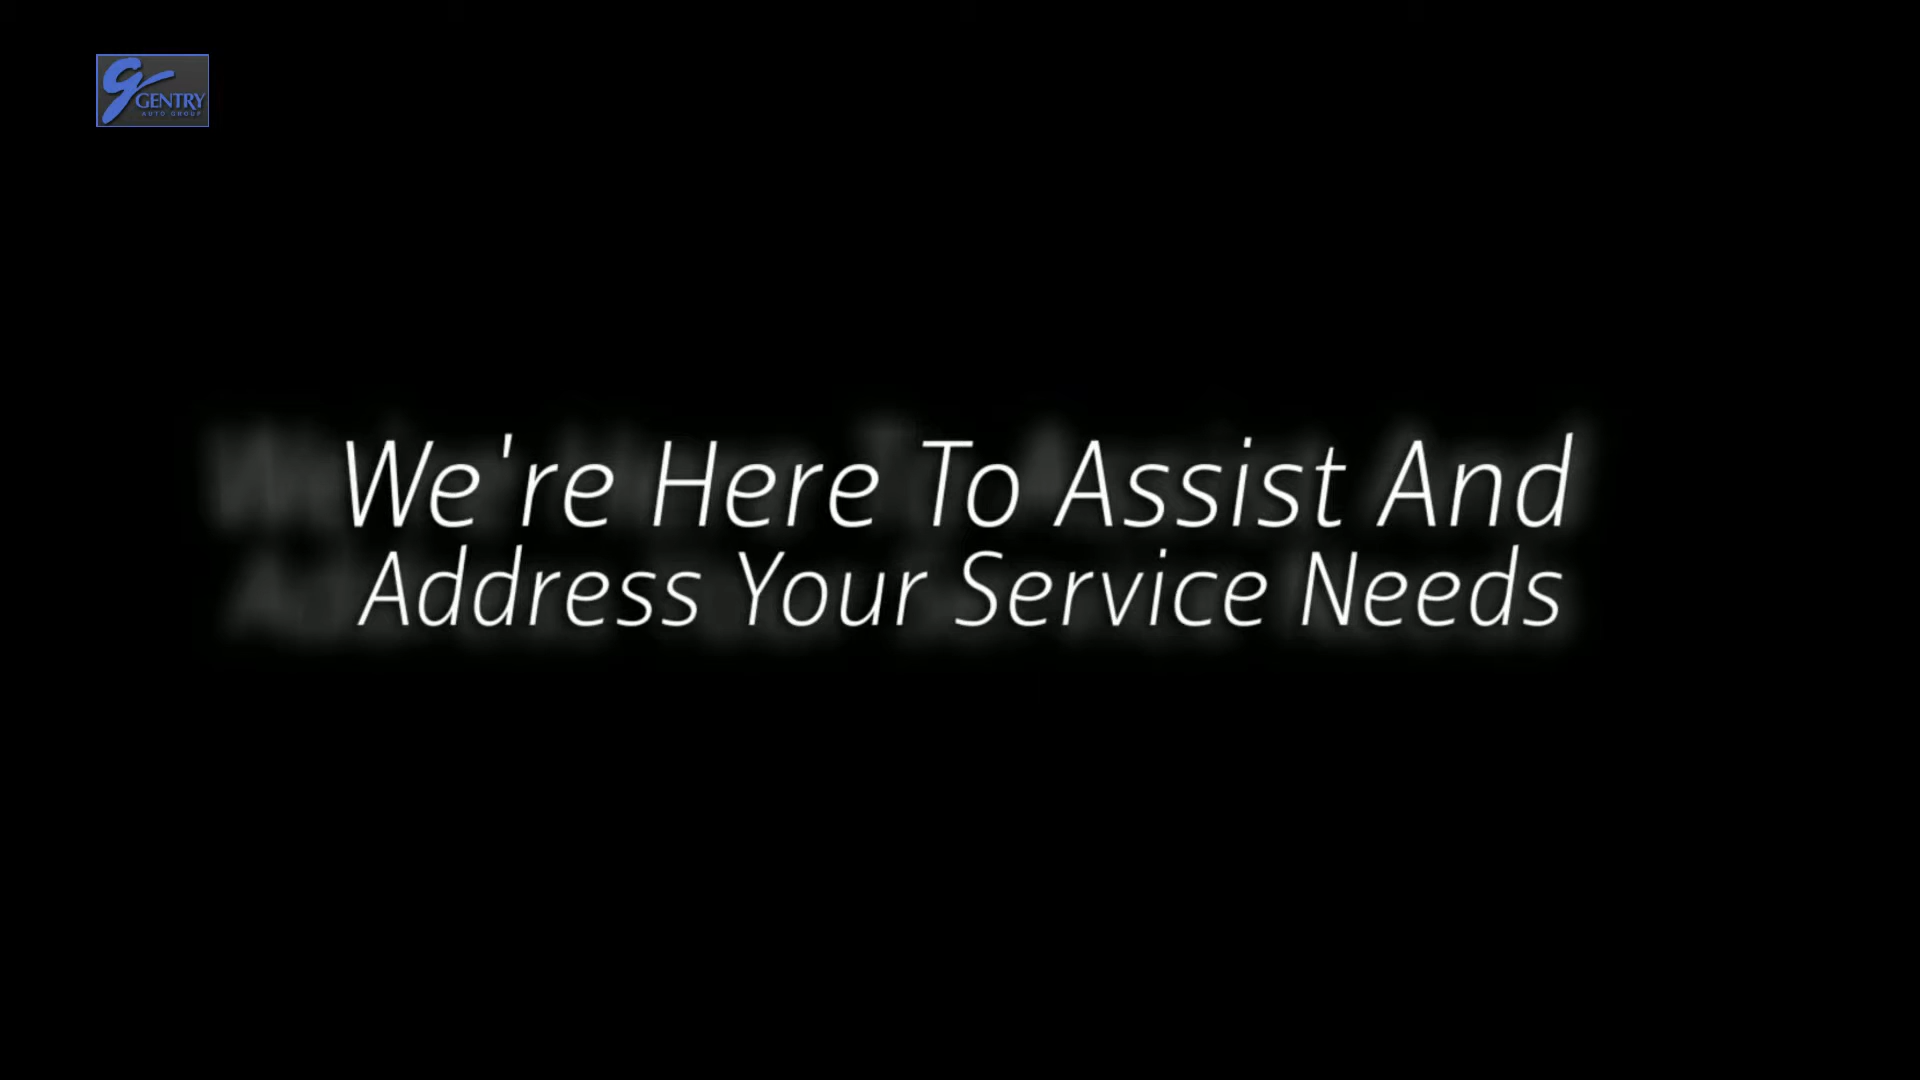 GENTRY
AUTO GROUP
We're Here To Assist And
Address Your Service Needs